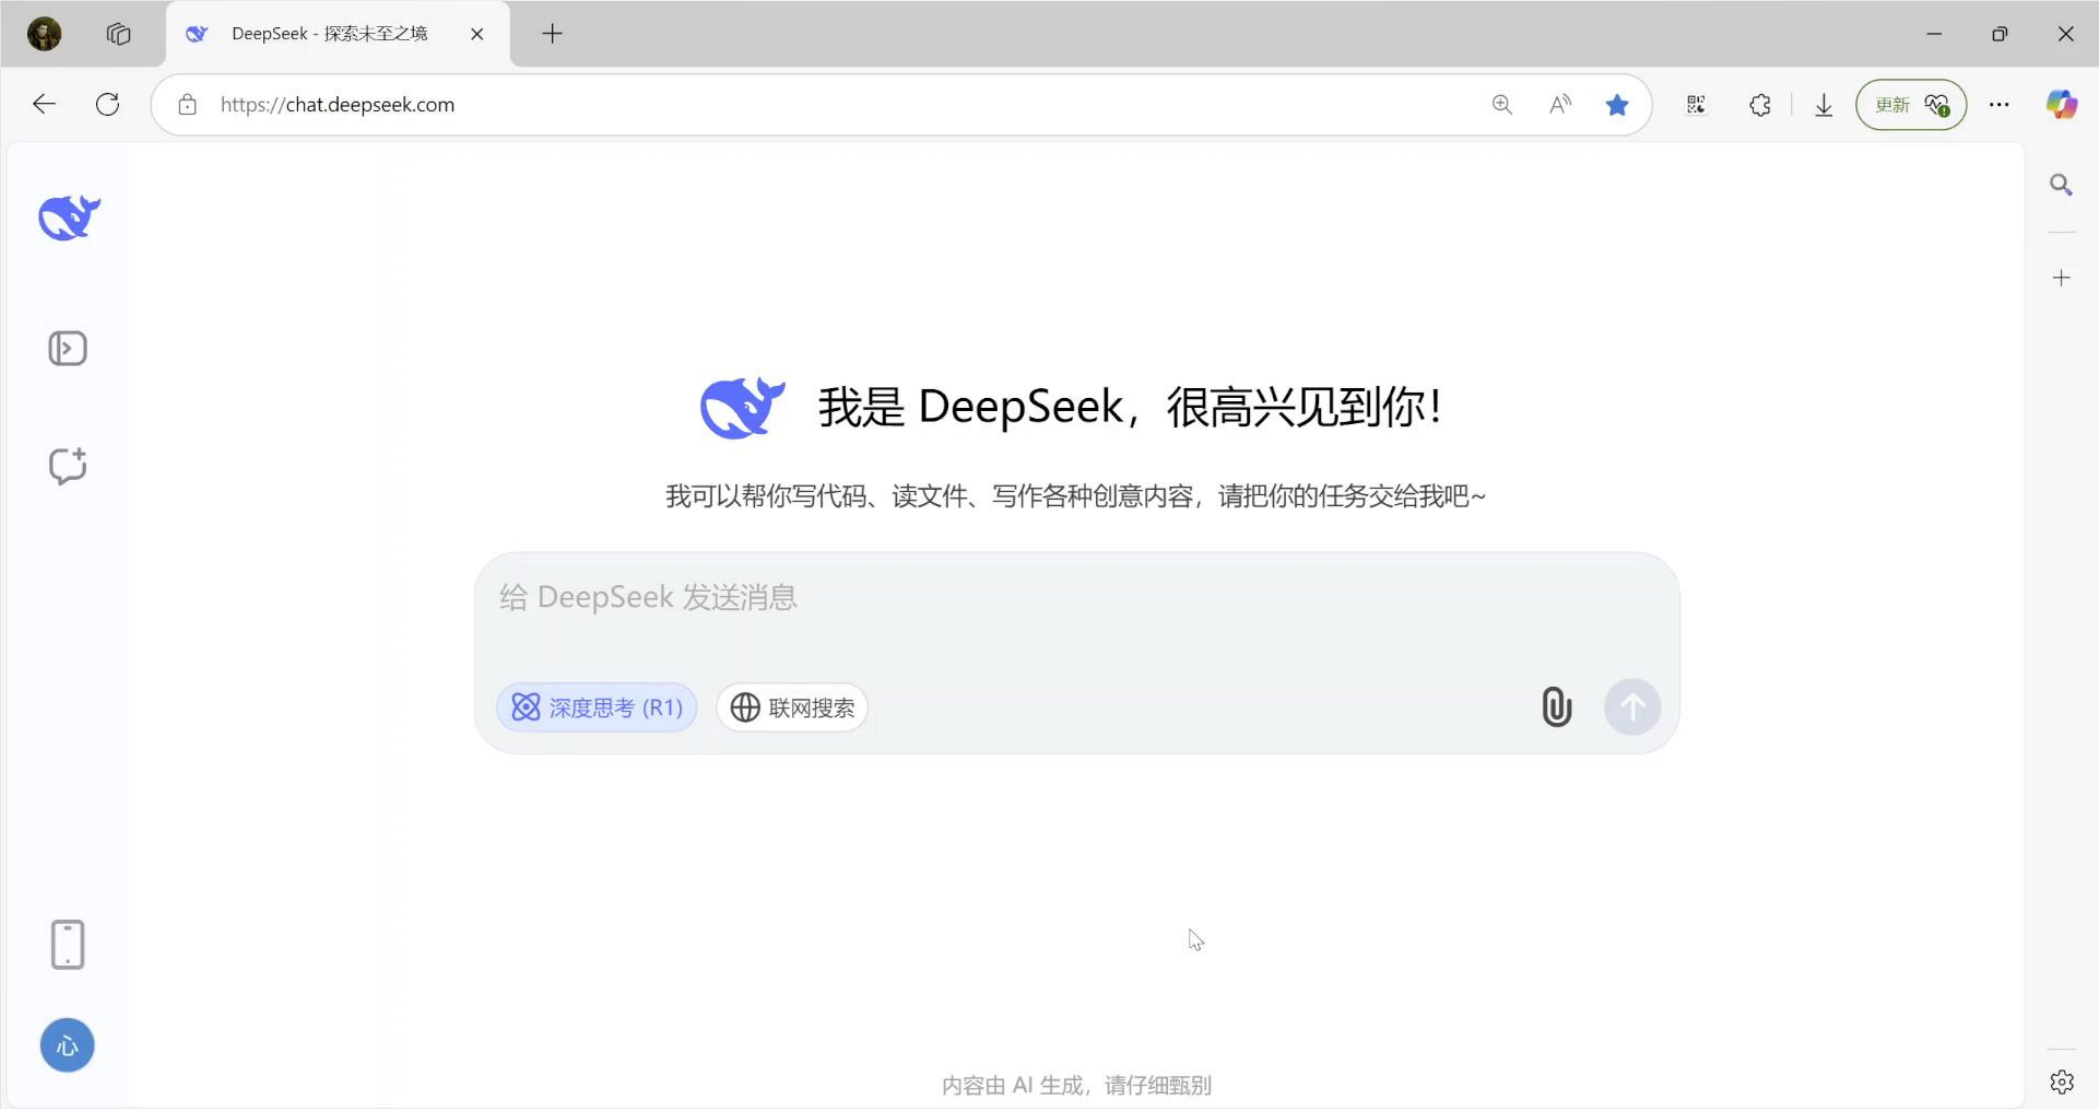 DeepSeek - 探索未至之境
https://chat.deepseek.com
更新
我是 DeepSeek，很高兴见到你！
我可以帮你写代码、读文件、写作各种创意内容，请把你的任务交给我吧~
给 DeepSeek 发送消息
深度思考 (R1)
联网搜索
心
内容由 AI 生成，请仔细甄别